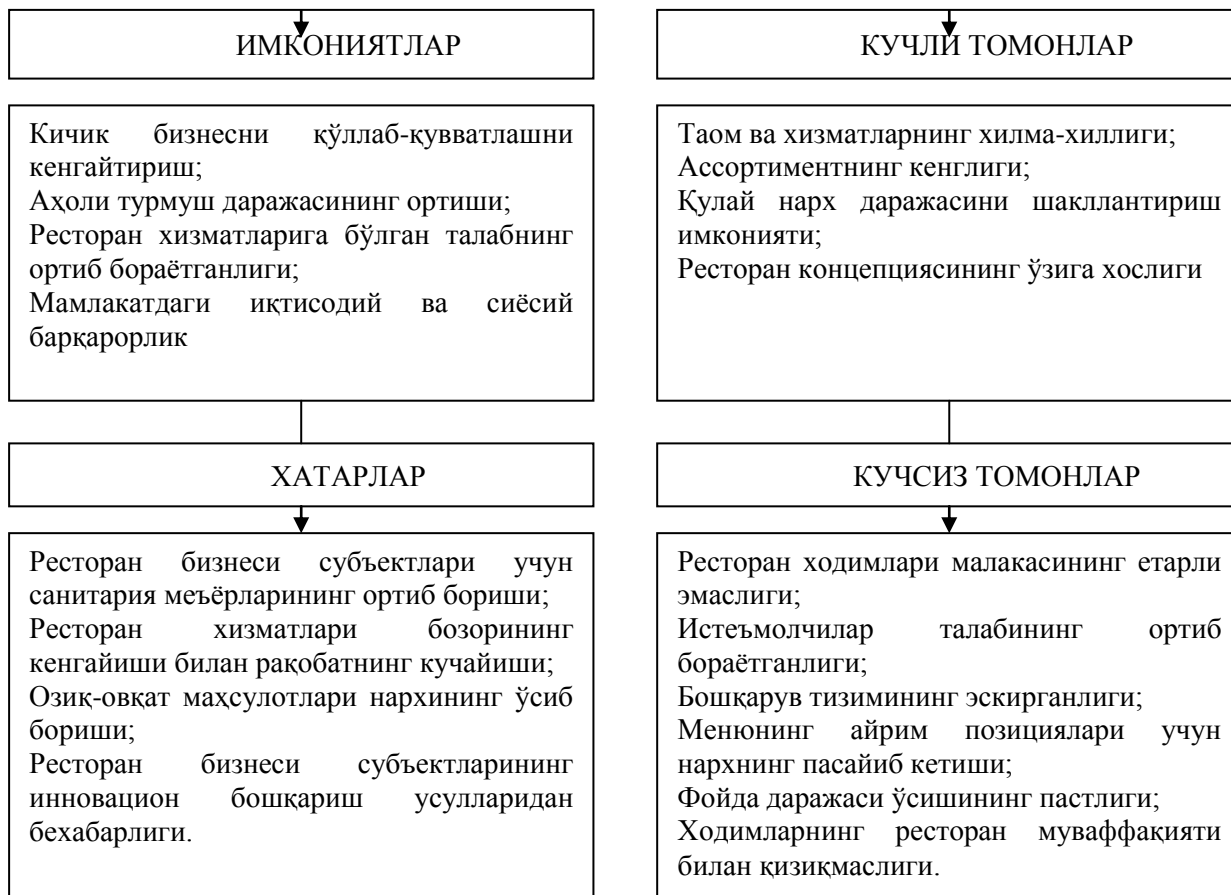 ИМКОНИЯТЛАР
Кичик бизнесни қўллаб-қувватлашни
кенгайтириш;
Аҳоли турмуш даражасининг ортиши;
Ресторан хизматларига бўлган талабнинг
ортиб бораётганлиги;
Мамлакатдаги иқтисодий ва сиёсий
барқарорлик
КУЧЛИ ТОМОНЛАР
Таом ва хизматларнинг хилма-хиллиги;
Ассортиментнинг кенглиги;
Қулай нарх даражасини шакллантириш
имконияти;
Ресторан концепциясининг ўзига хослиги
ХАТАРЛАР
Ресторан бизнеси субъектлари учун
санитария меъёрларининг ортиб бориши;
Ресторан хизматлари бозорининг
кенгайиши билан рақобатнинг кучайиши;
Озиқ-овқат маҳсулотлари нархининг ўсиб
бориши;
Ресторан бизнеси субъектларининг
инновацион бошқариш усулларидан
бехабарлиги.
КУЧСИЗ ТОМОНЛАР
Ресторан ходимлари малакасининг етарли
эмаслиги;
Истеъмолчилар талабининг ортиб
бораётганлиги;
Бошқарув тизимининг эскирганлиги;
Менюнинг айрим позициялари учун
нархнинг пасайиб кетиши;
Фойда даражаси ўсишининг пастлиги;
Ходимларнинг ресторан муваффақияти
билан қизиқмаслиги.